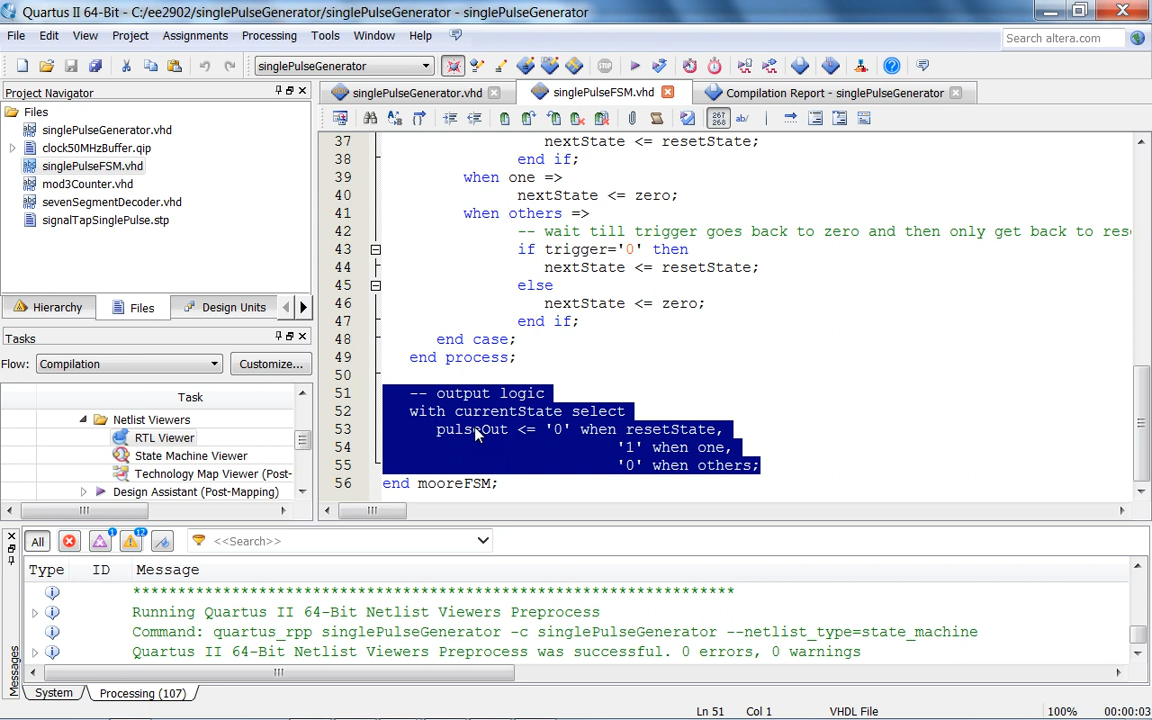 Quartus II 64-Bit - C:/ee2902/singlePulseGenerator/singlePulseGenerator - singlePulseGenerator
File Edit View Project Assignments Processing Tools Window Help
Search altera.com
singlePulseGenerator
Project Navigator
Files
singlePulseGenerator.vhd
clock50MHzBuffer.qip
singlePulseFSM.vhd
mod3Counter.vhd
sevenSegmentDecoder.vhd
signalTapSinglePulse.stp
Hierarchy Files Design Units
Tasks
Flow: Compilation Customize...
Task
Netlist Viewers
RTL Viewer
State Machine Viewer
Technology Map Viewer (Post-
Design Assistant (Post-Mapping)
singlePulseGenerator.vhd singlePulseFSM.vhd Compilation Report - singlePulseGenerator
267
268 ab/
37 nextState <= resetState;
38 end if;
39 when one =>
40 nextState <= zero;
41 when others =>
42 -- wait till trigger goes back to zero and then only get back to res
43 if trigger='0' then
44 nextState <= resetState;
45 else
46 nextState <= zero;
47 end if;
48 end case;
49 end process;
50
51 -- output logic
52 with currentState select
53 pulseOut <= '0' when resetState,
54 '1' when one,
55 '0' when others;
56 end mooreFSM;
All 1 12 <<Search>>
Type ID Message
*******************************************************************
Running Quartus II 64-Bit Netlist Viewers Preprocess
Command: quartus_rpp singlePulseGenerator -c singlePulseGenerator --netlist_type=state_machine
Quartus II 64-Bit Netlist Viewers Preprocess was successful. 0 errors, 0 warnings
Messages
System Processing (107)
Ln 51 Col 1 VHDL File 100% 00:00:03